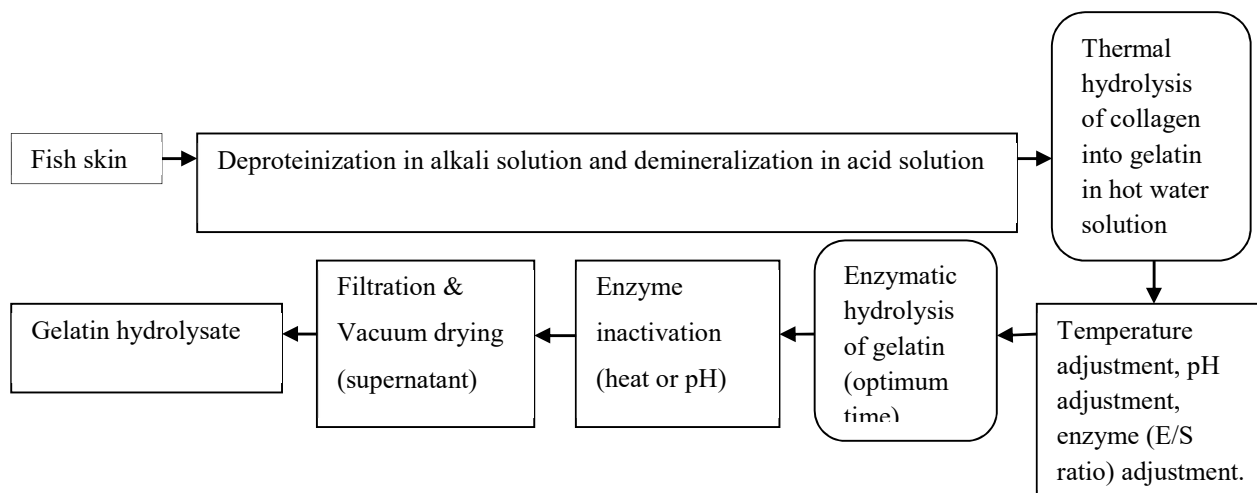 Fish skin
Deproteinization in alkali solution and demineralization in acid solution
Thermal
hydrolysis
of collagen
into gelatin
in hot water
solution
Temperature
adjustment, pH
adjustment,
enzyme (E/S
ratio) adjustment.
Enzymatic
hydrolysis
of gelatin
(optimum
time)
Enzyme
inactivation
(heat or pH)
Filtration &
Vacuum drying
(supernatant)
Gelatin hydrolysate